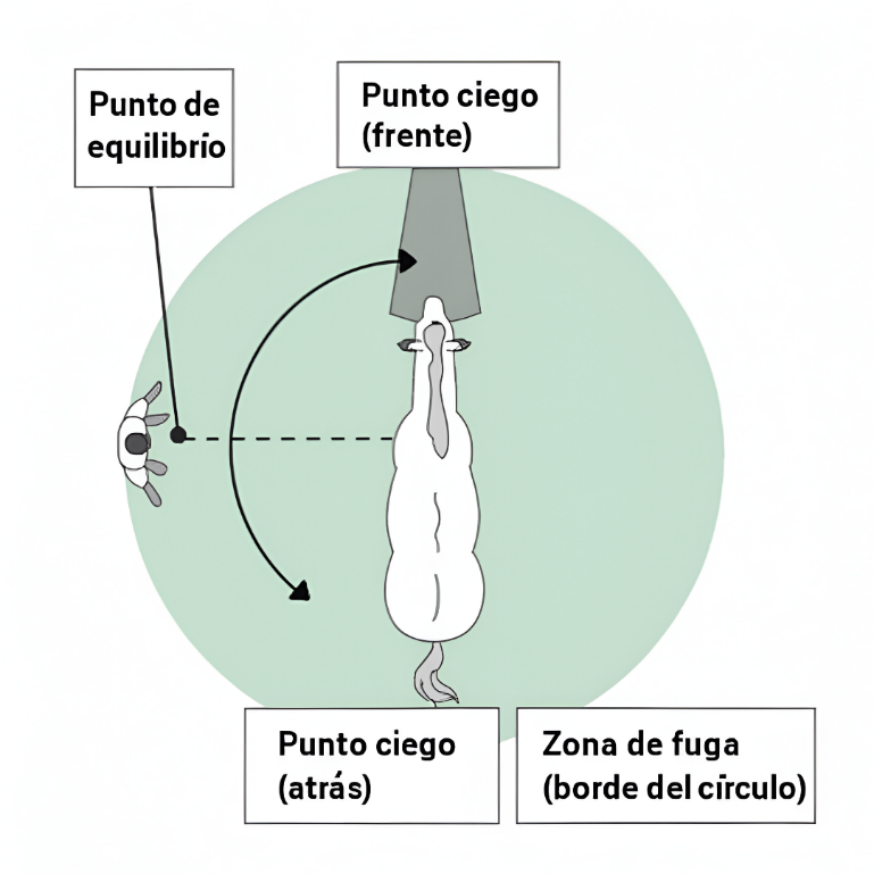 Punto de
equilibrio
Punto ciego
(frente)
Punto ciego
(atrás)
Zona de fuga
(borde del círculo)